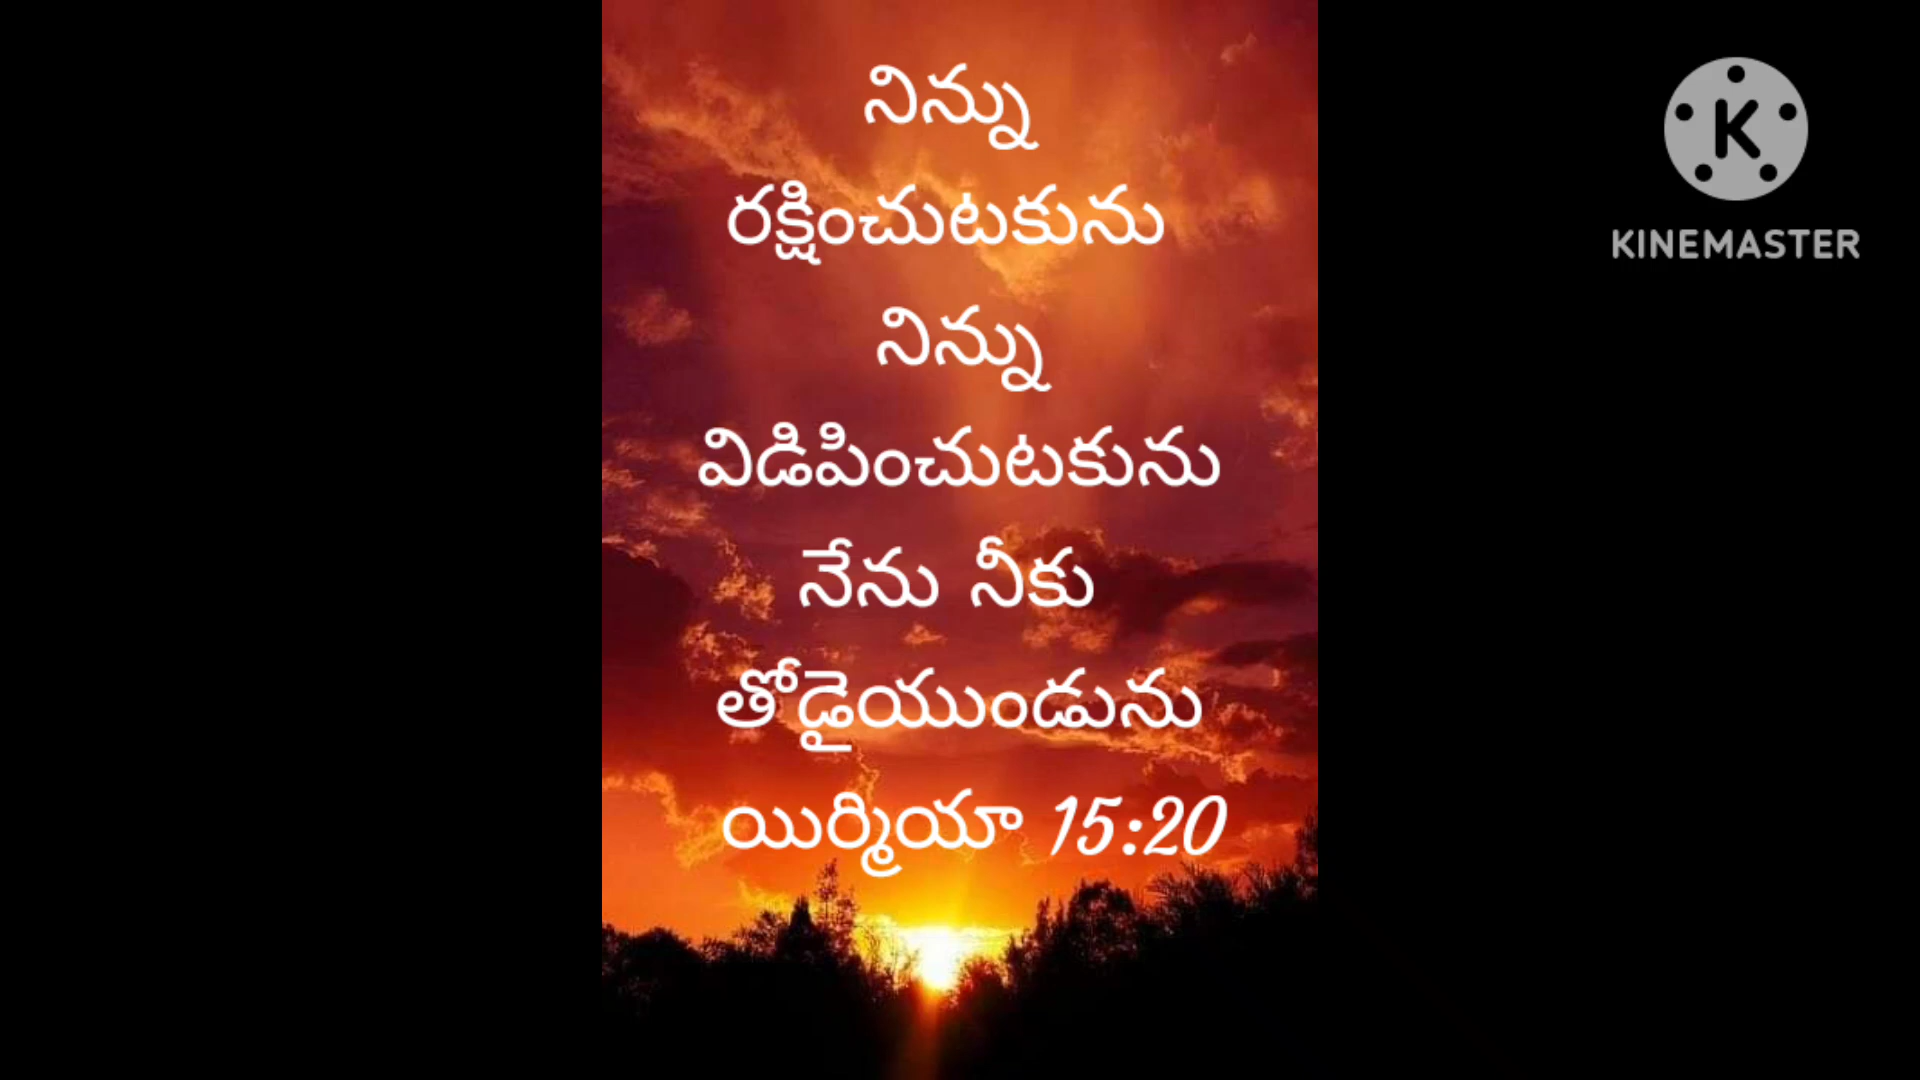 నిన్ను
రక్షించుటకును
నిన్ను
విడిపించుటకును
నేను నీకు
తోడైయుండును
యిర్మియా 15:20
K
KINEMASTER